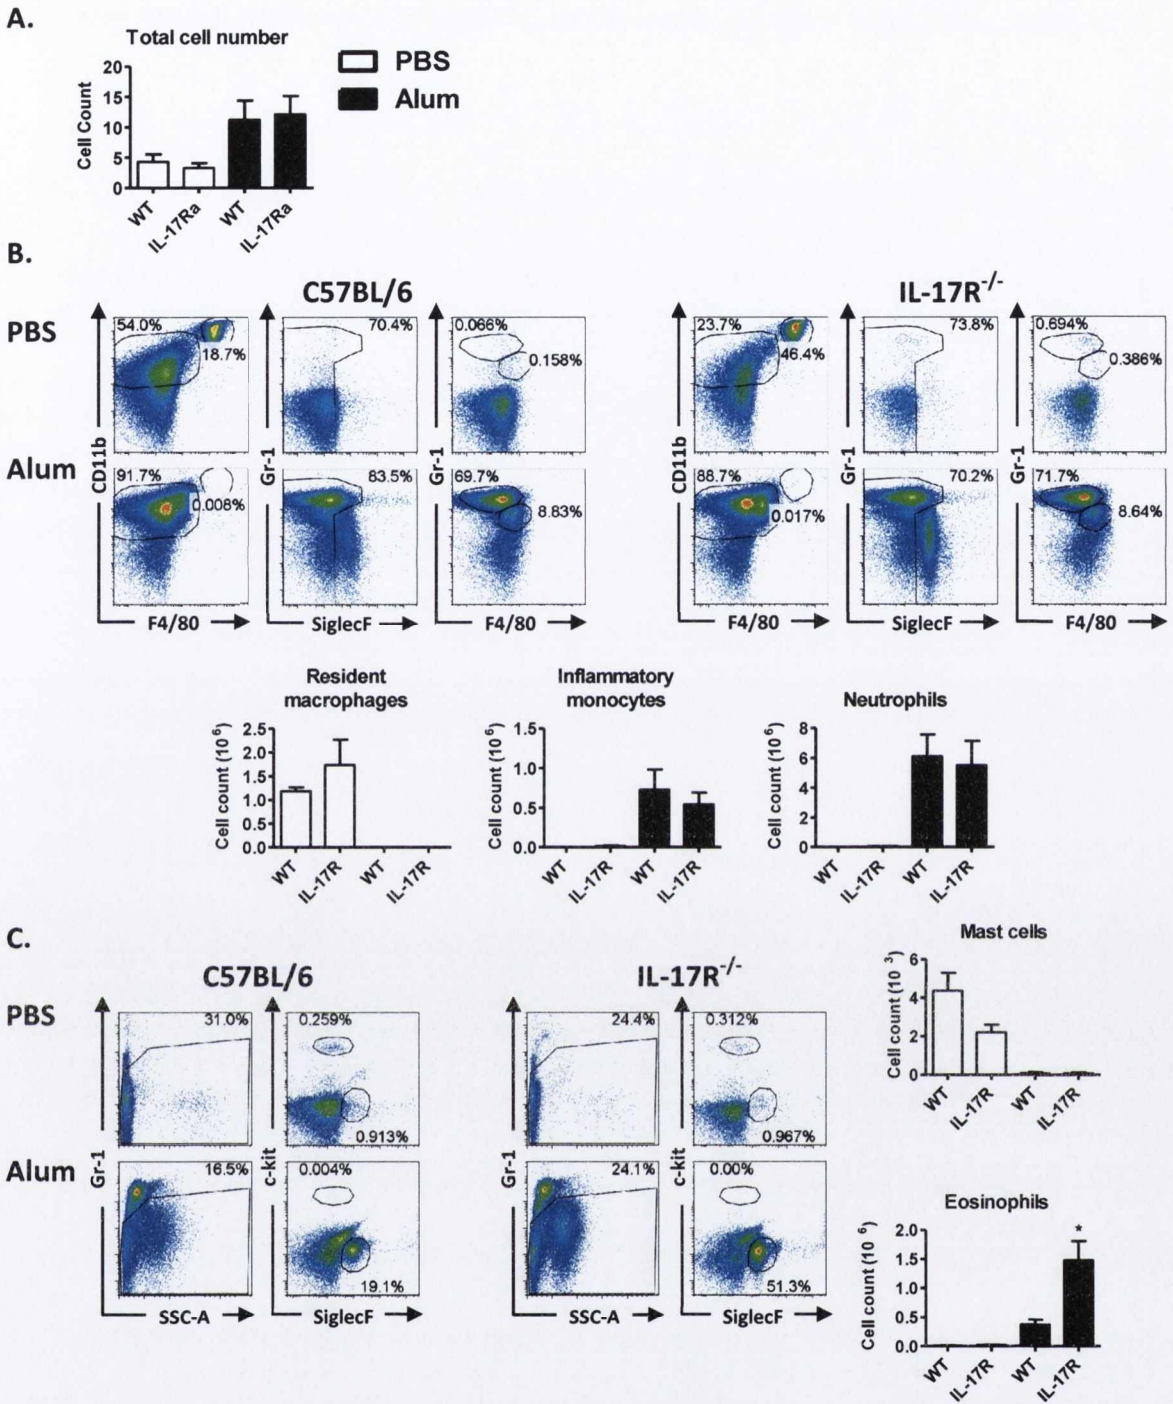 A.
Total cell number
PBS
Alum
Cell Count
20
15
10
5
0
WT
IL-17Ra
WT
IL-17Ra
B.
C57BL/6
IL-17R-/-
PBS
54.0%
18.7%
70.4%
0.066%
0.158%
23.7%
46.4%
73.8%
0.694%
0.386%
Alum
CD11b
91.7%
0.008%
Gr-1
83.5%
Gr-1
69.7%
8.83%
CD11b
88.7%
0.017%
Gr-1
70.2%
Gr-1
71.7%
8.64%
F4/80
SiglecF
F4/80
F4/80
SiglecF
F4/80
Resident
macrophages
Cell count (10 6)
2.5
2.0
1.5
1.0
0.5
0.0
WT
IL-17R
WT
IL-17R
Inflammatory
monocytes
Cell count (10 6)
1.5
1.0
0.5
0.0
WT
IL-17R
WT
IL-17R
Neutrophils
Cell count (10 6)
8
6
4
2
0
WT
IL-17R
WT
IL-17R
C.
C57BL/6
IL-17R-/-
PBS
31.0%
0.259%
0.913%
24.4%
0.312%
0.967%
Alum
Gr-1
16.5%
c-kit
0.004%
19.1%
Gr-1
24.1%
c-kit
0.00%
51.3%
SSC-A
SiglecF
SSC-A
SiglecF
Mast cells
Cell count (10 3)
6
4
2
0
WT
IL-17R
WT
IL-17R
Eosinophils
Cell count (10 6)
2.0
1.5
1.0
0.5
0.0
*
WT
IL-17R
WT
IL-17R